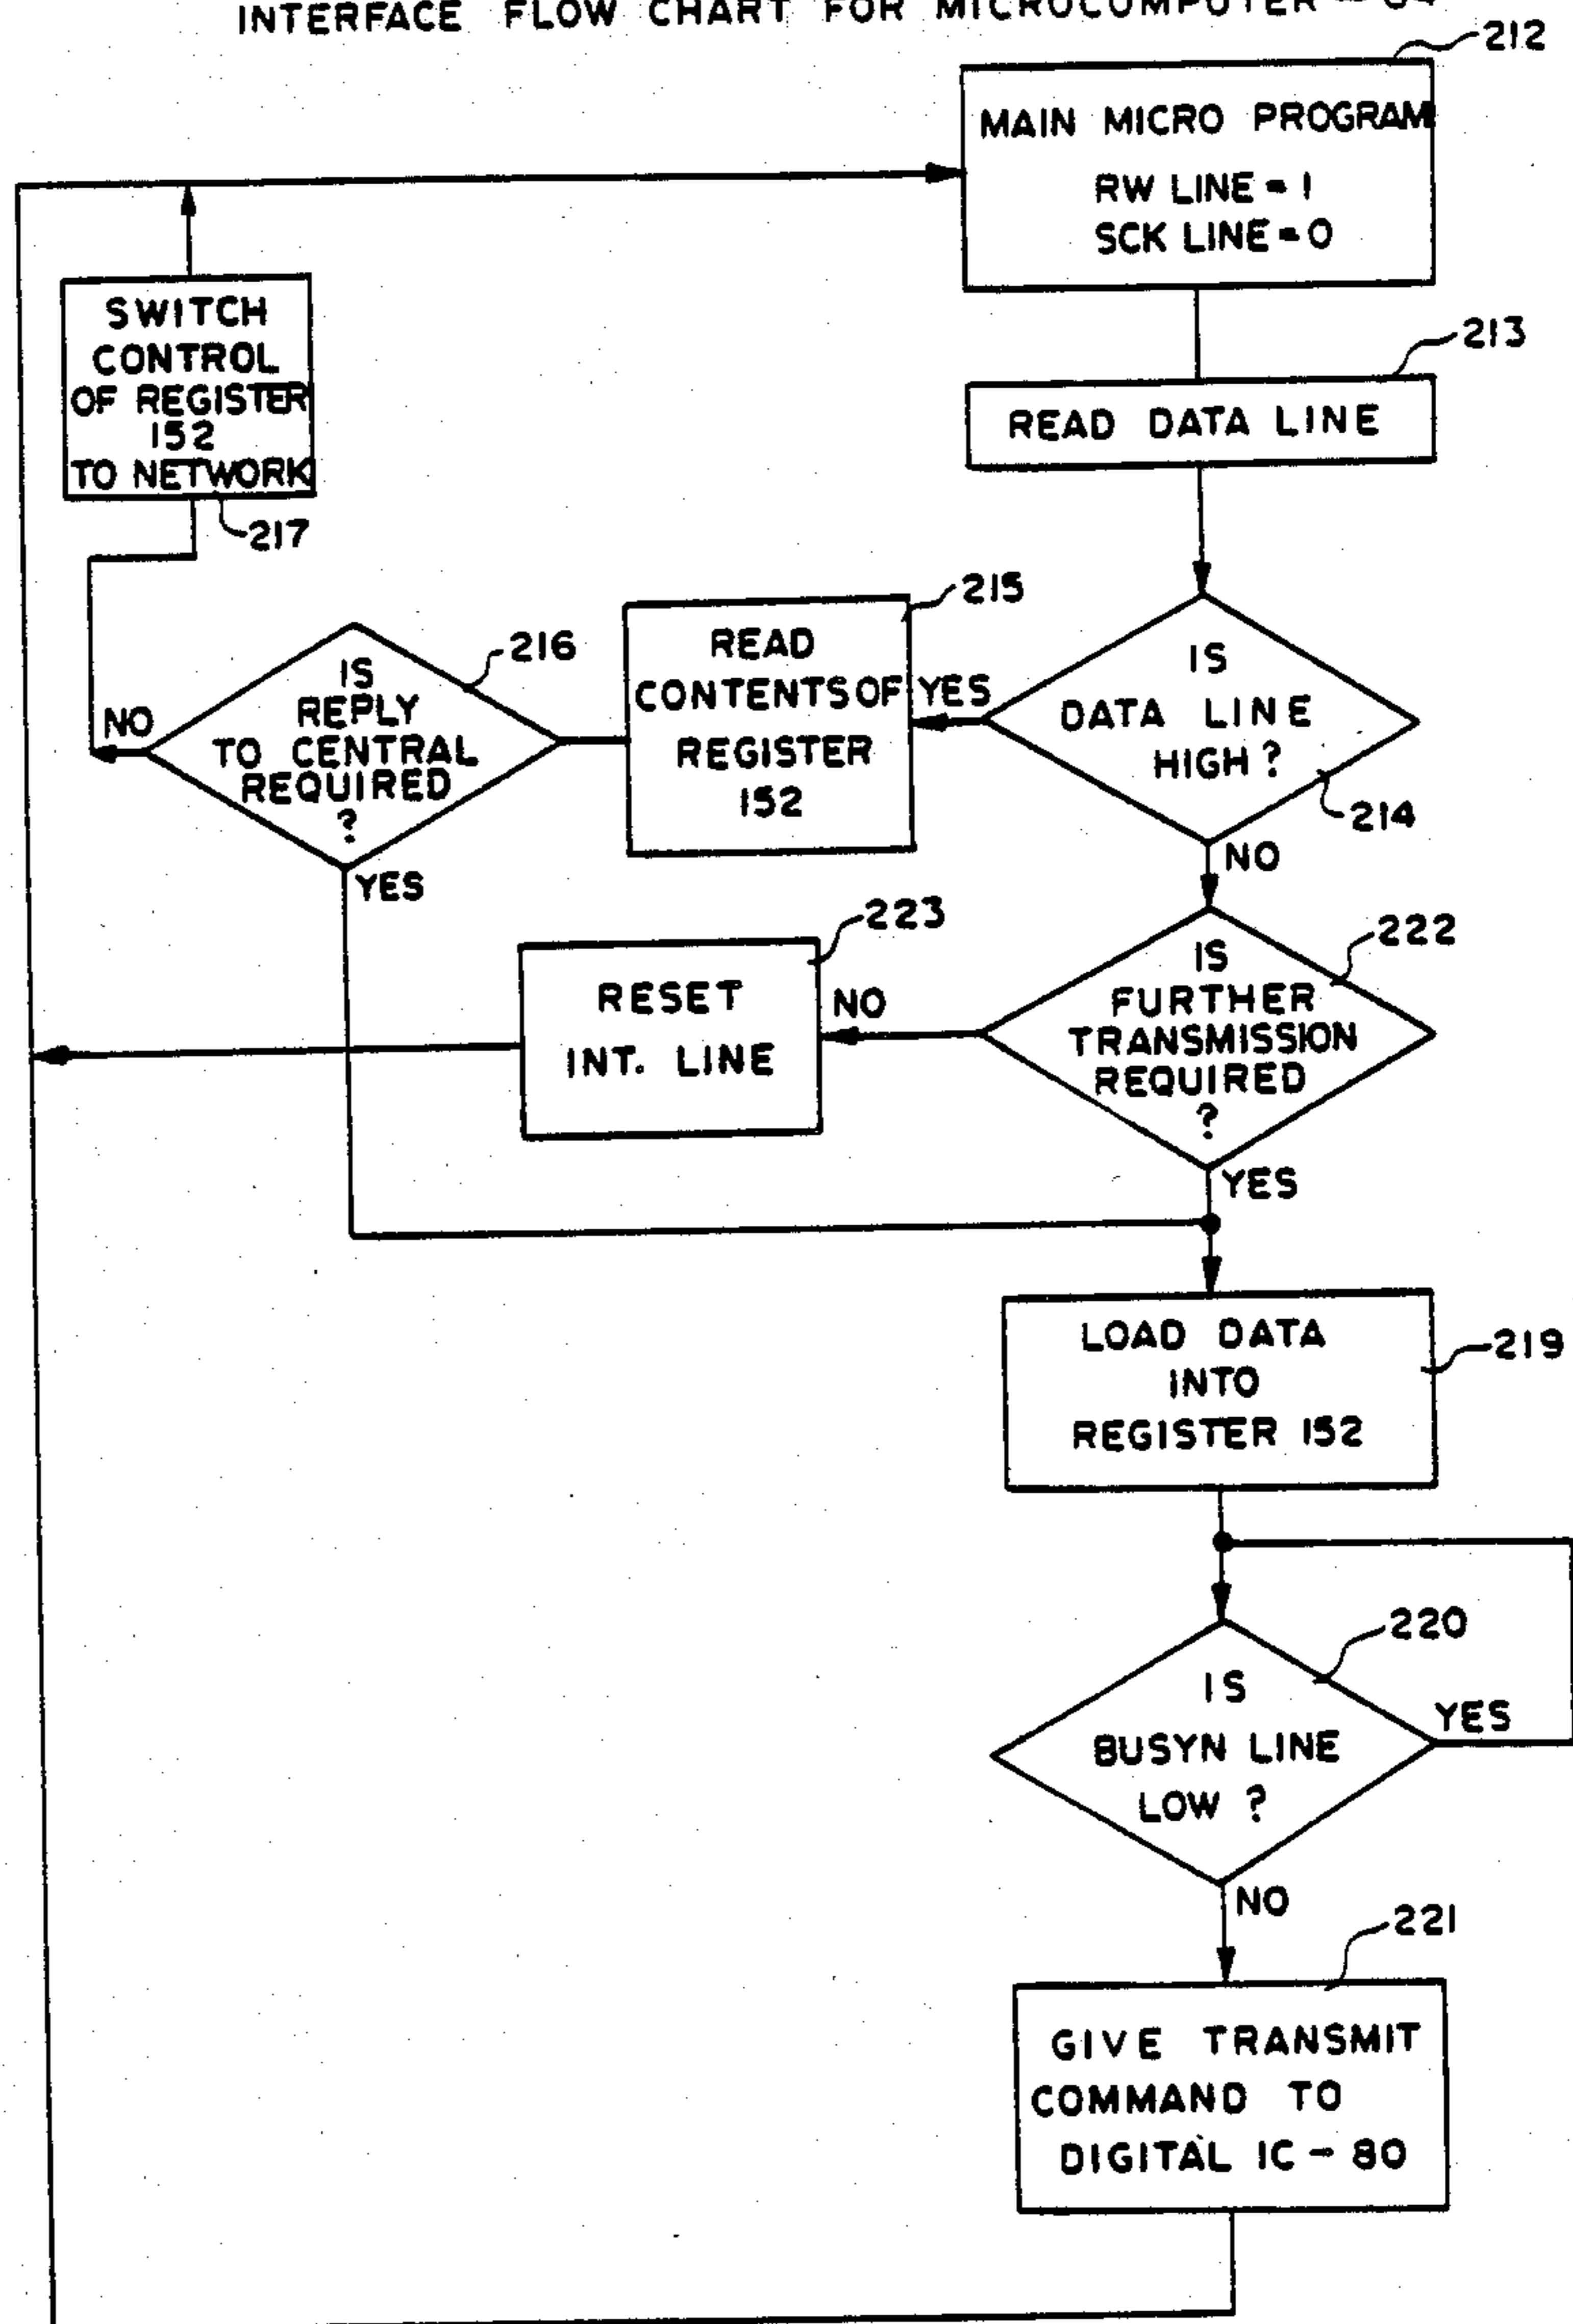 INTERFACE FLOW CHART FOR MICROCOMPUTER - 84
212
MAIN MICRO PROGRAM
RW LINE = 1
SCK LINE = 0
SWITCH
CONTROL
OF REGISTER
152
TO NETWORK
217
213
READ DATA LINE
215
READ
CONTENTS OF
REGISTER
152
216
IS
REPLY
TO CENTRAL
REQUIRED
?
NO
YES
YES
IS
DATA LINE
HIGH ?
214
NO
223
RESET
INT. LINE
NO
222
IS
FURTHER
TRANSMISSION
REQUIRED
?
YES
LOAD DATA
INTO
REGISTER 152
219
220
IS
BUSYN LINE
LOW ?
YES
NO
221
GIVE TRANSMIT
COMMAND TO
DIGITAL IC - 80